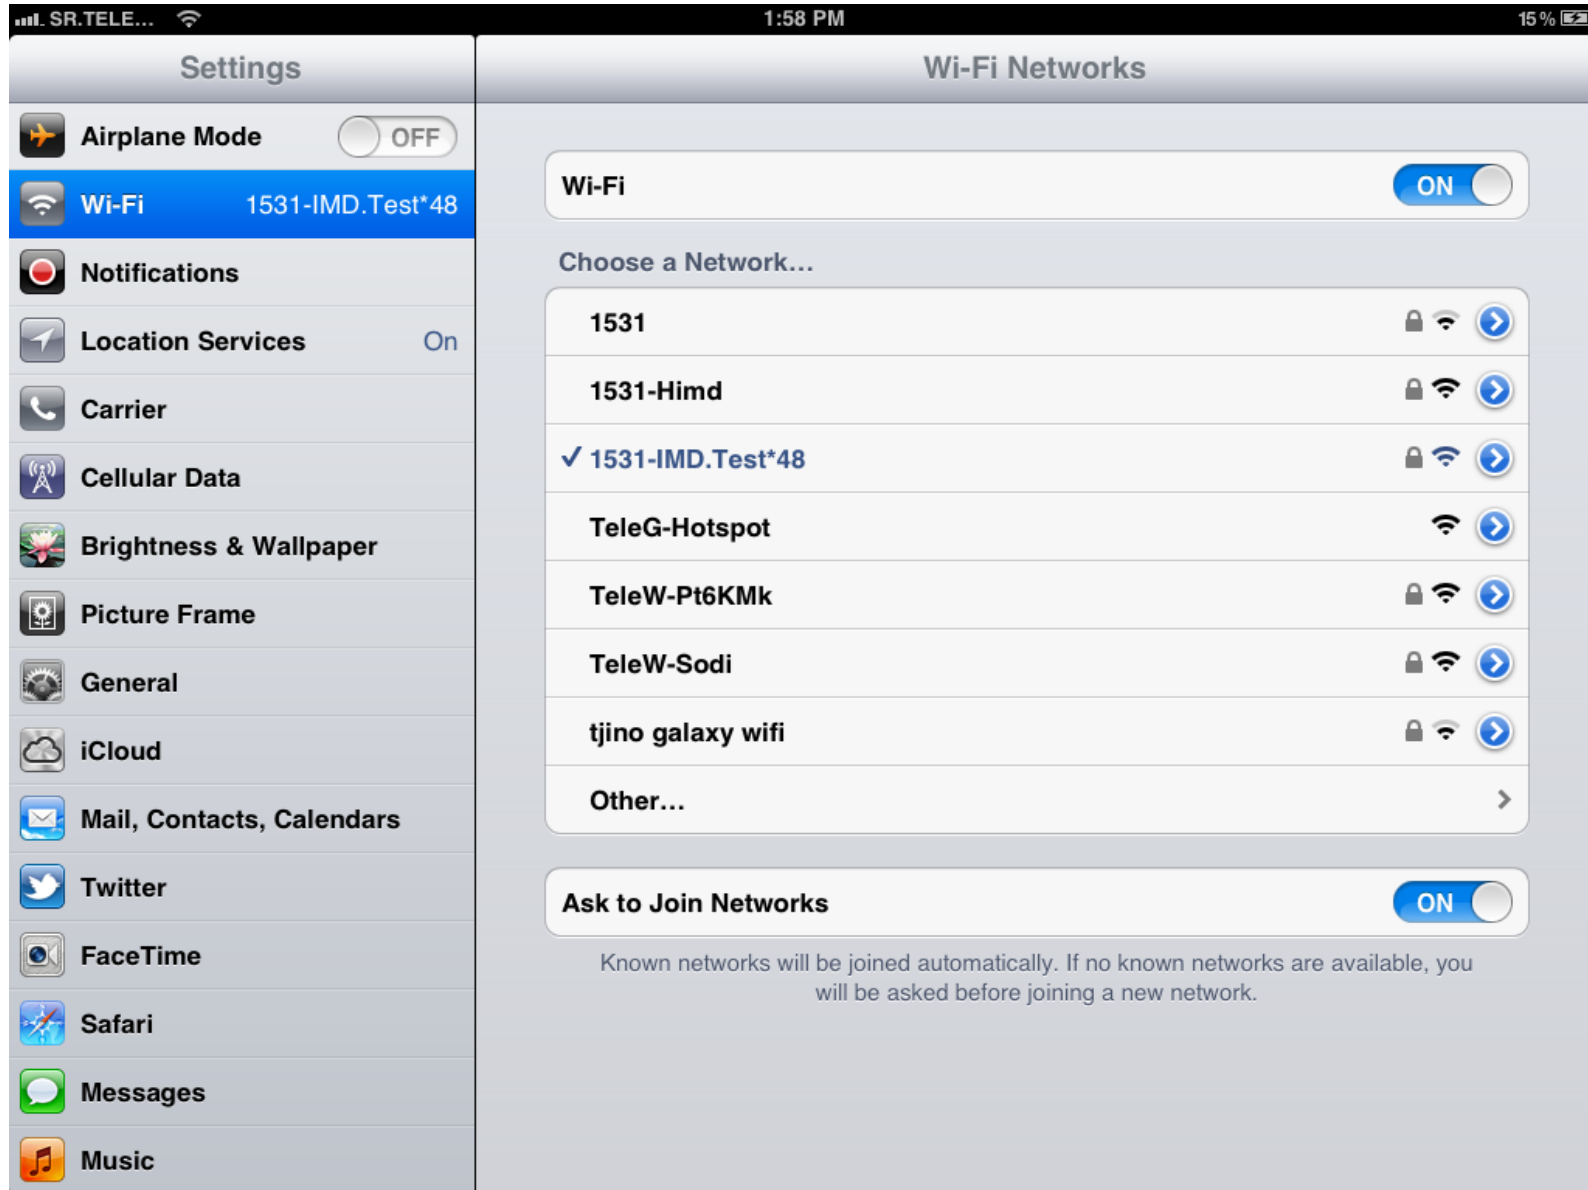 SR.TELE... 1:58 PM 15%
Settings
Airplane Mode OFF
Wi-Fi 1531-IMD.Test*48
Notifications
Location Services On
Carrier
Cellular Data
Brightness & Wallpaper
Picture Frame
General
iCloud
Mail, Contacts, Calendars
Twitter
FaceTime
Safari
Messages
Music
Wi-Fi Networks
Wi-Fi ON
Choose a Network...
1531
1531-Himd
1531-IMD.Test*48
TeleG-Hotspot
TeleW-Pt6KMk
TeleW-Sodi
tjino galaxy wifi
Other...
Ask to Join Networks ON
Known networks will be joined automatically. If no known networks are available, you
will be asked before joining a new network.